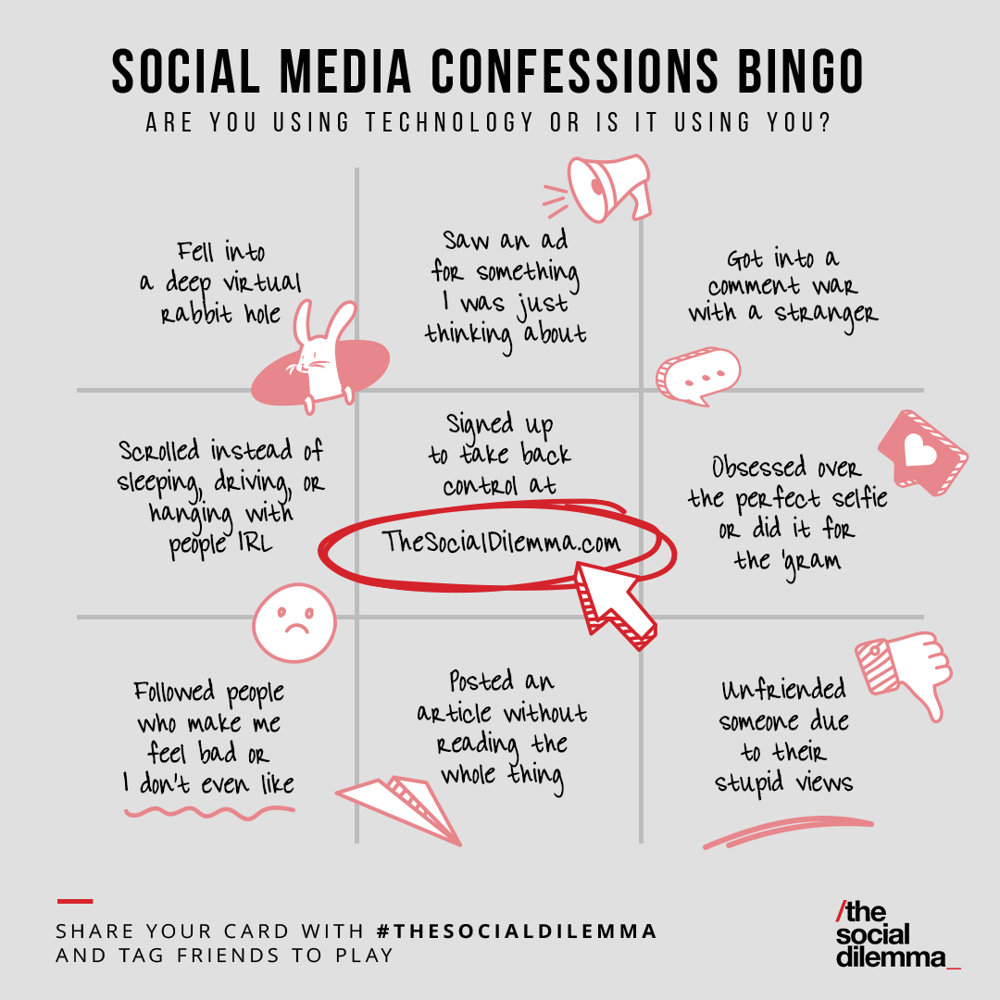 SOCIAL MEDIA CONFESSIONS BINGO
ARE YOU USING TECHNOLOGY OR IS IT USING YOU?
Fell into
a deep virtual
rabbit hole
Saw an ad
for something
I was just
thinking about
Got into a
comment war
with a stranger
Scrolled instead of
sleeping, driving, or
hanging with
people IRL
Signed up
to take back
control at
TheSocialDilemma.com
Obsessed over
the perfect selfie
or did it for
the 'gram
Followed people
who make me
feel bad or
I don't even like
Posted an
article without
reading the
whole thing
Unfriended
someone due
to their
stupid views
SHARE YOUR CARD WITH #THESOCIALDILEMMA
AND TAG FRIENDS TO PLAY
/the
social
dilemma_